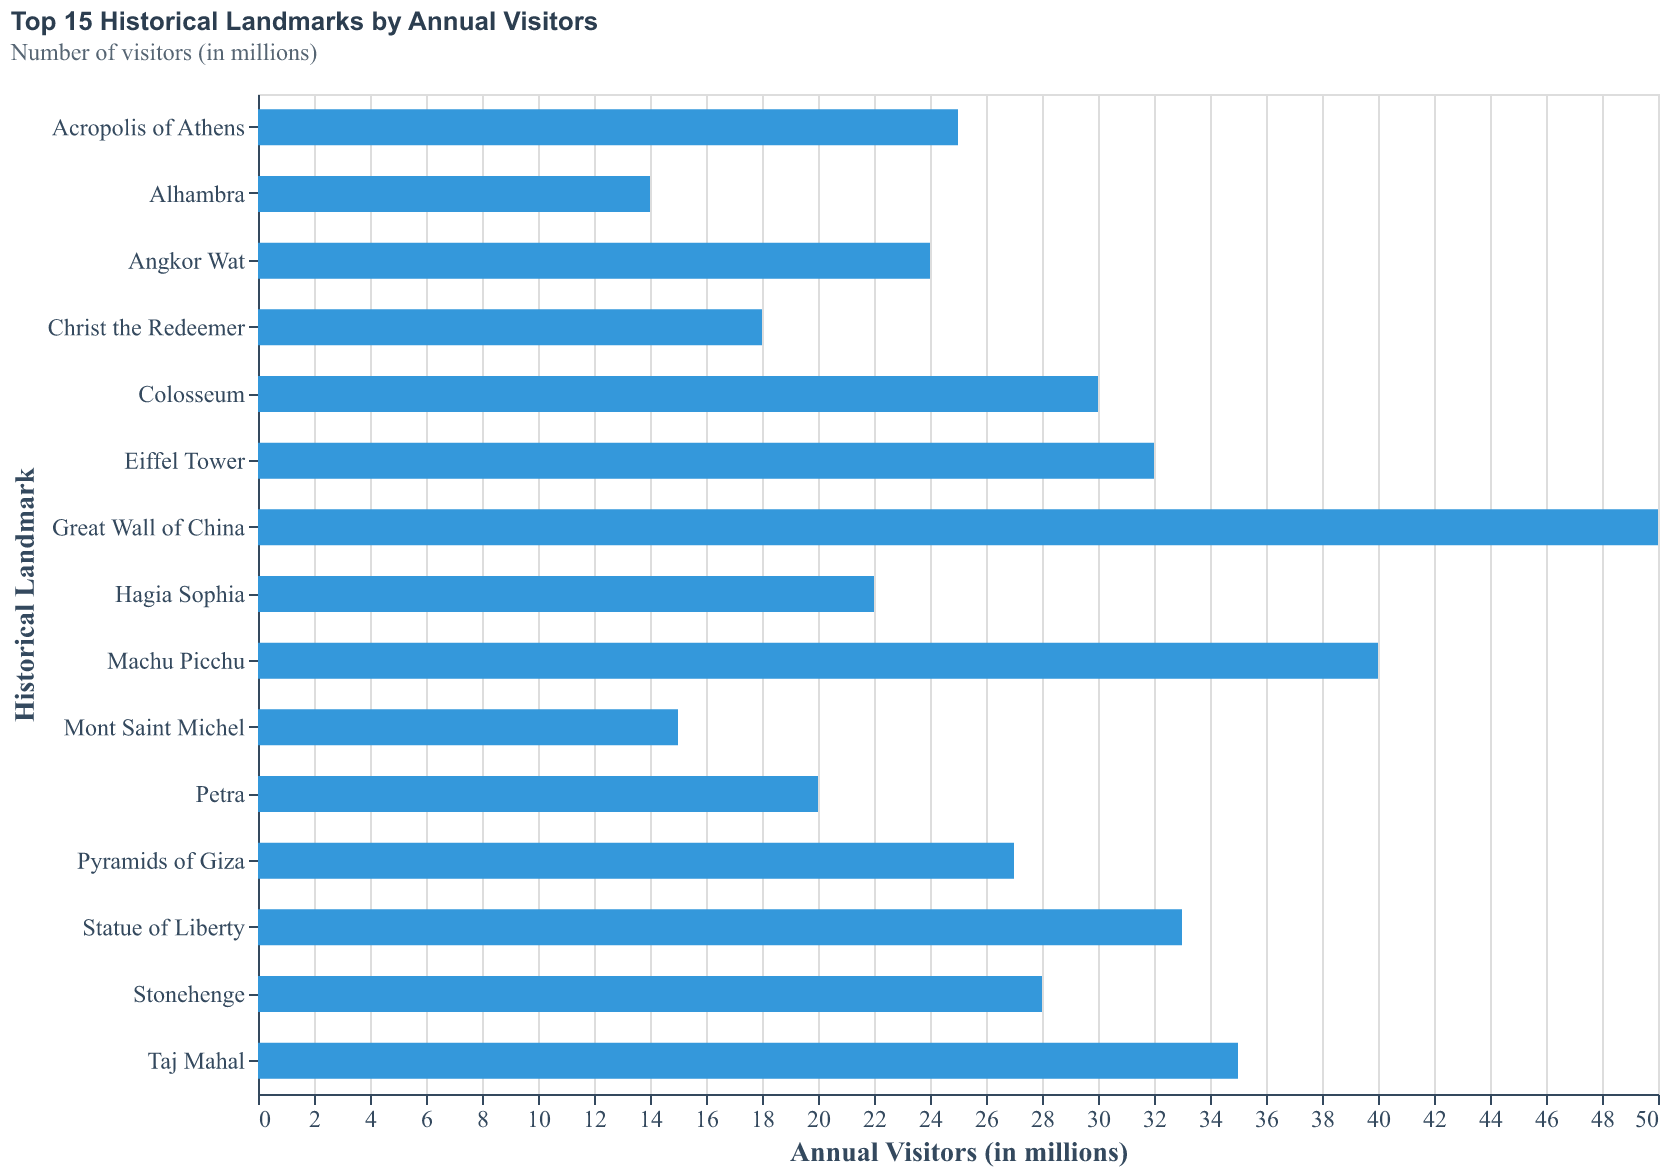 Top 15 Historical Landmarks by Annual Visitors
Number of visitors (in millions)
Historical Landmark
Acropolis of Athens
Alhambra
Angkor Wat
Christ the Redeemer
Colosseum
Eiffel Tower
Great Wall of China
Hagia Sophia
Machu Picchu
Mont Saint Michel
Petra
Pyramids of Giza
Statue of Liberty
Stonehenge
Taj Mahal
0 2 4 6 8 10 12 14 16 18 20 22 24 26 28 30 32 34 36 38 40 42 44 46 48 50
Annual Visitors (in millions)